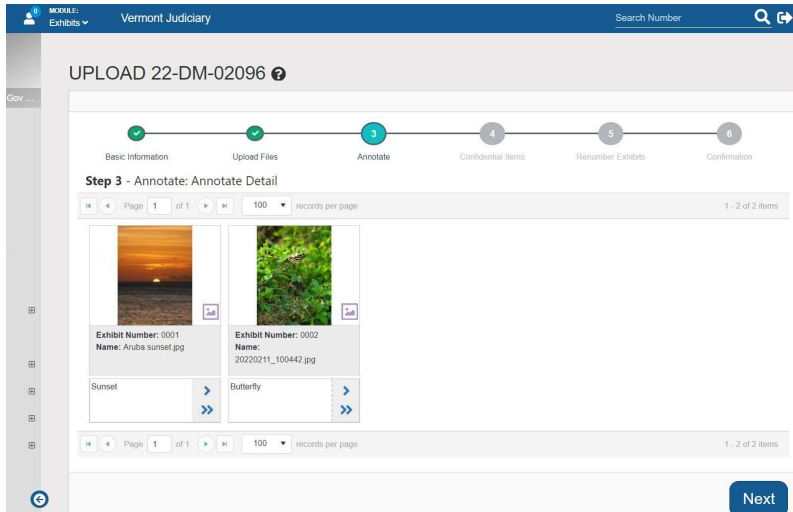 0
MODULE:
Exhibits
Vermont Judiciary
Search Number
UPLOAD 22-DM-02096
Gov ...
3
4
5
6
Basic Information
Upload Files
Annotate
Confidential Items
Renumber Exhibits
Confirmation
Step 3 - Annotate: Annotate Detail
Page 1 of 1 100 records per page 1 - 2 of 2 items
Exhibit Number: 0001
Name: Aruba sunset.jpg
Exhibit Number: 0002
Name:
20220211_100442.jpg
Sunset
Butterfly
Page 1 of 1 100 records per page 1 - 2 of 2 items
Next